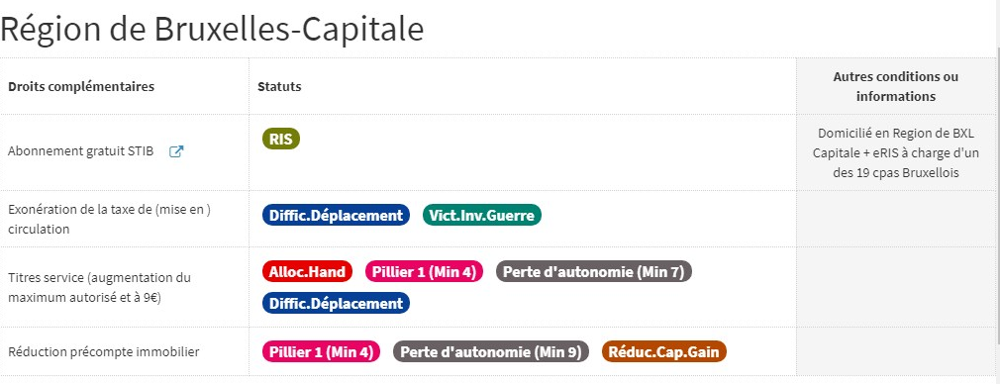 Région de Bruxelles-Capitale
Droits complémentaires
Statuts
Autres conditions ou
informations
Abonnement gratuit STIB
RIS
Domicilié en Region de BXL
Capitale + eRIS à charge d'un
des 19 cpas Bruxellois
Exonération de la taxe de (mise en )
circulation
Diffic.Déplacement Vict.Inv.Guerre
Titres service (augmentation du
maximum autorisé et à 9€)
Alloc.Hand Pillier 1 (Min 4) Perte d'autonomie (Min 7)
Diffic.Déplacement
Réduction précompte immobilier
Pillier 1 (Min 4) Perte d'autonomie (Min 9) Réduc.Cap.Gain